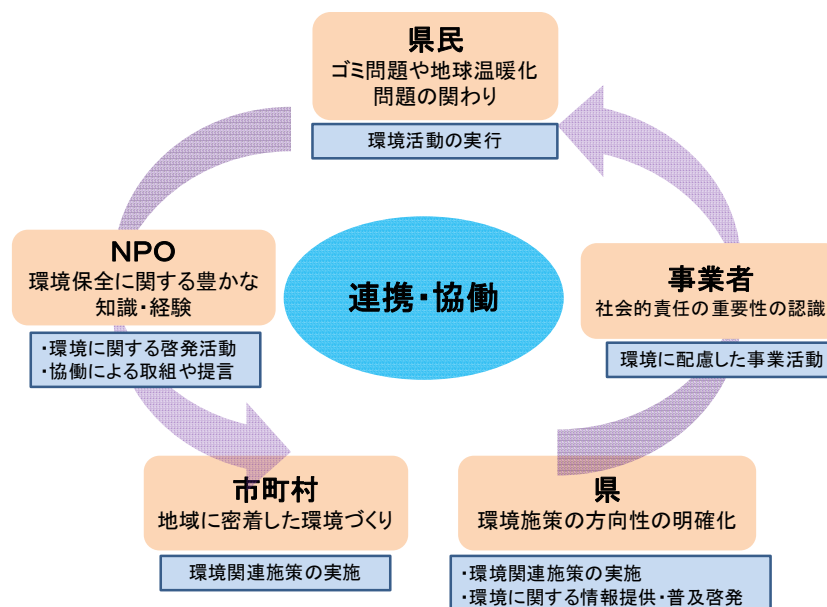 県民
ゴミ問題や地球温暖化
問題の関わり
環境活動の実行
NPO
環境保全に関する豊かな
知識・経験
・環境に関する啓発活動
・協働による取組や提言
連携・協働
事業者
社会的責任の重要性の認識
環境に配慮した事業活動
市町村
地域に密着した環境づくり
環境関連施策の実施
県
環境施策の方向性の明確化
・環境関連施策の実施
・環境に関する情報提供・普及啓発